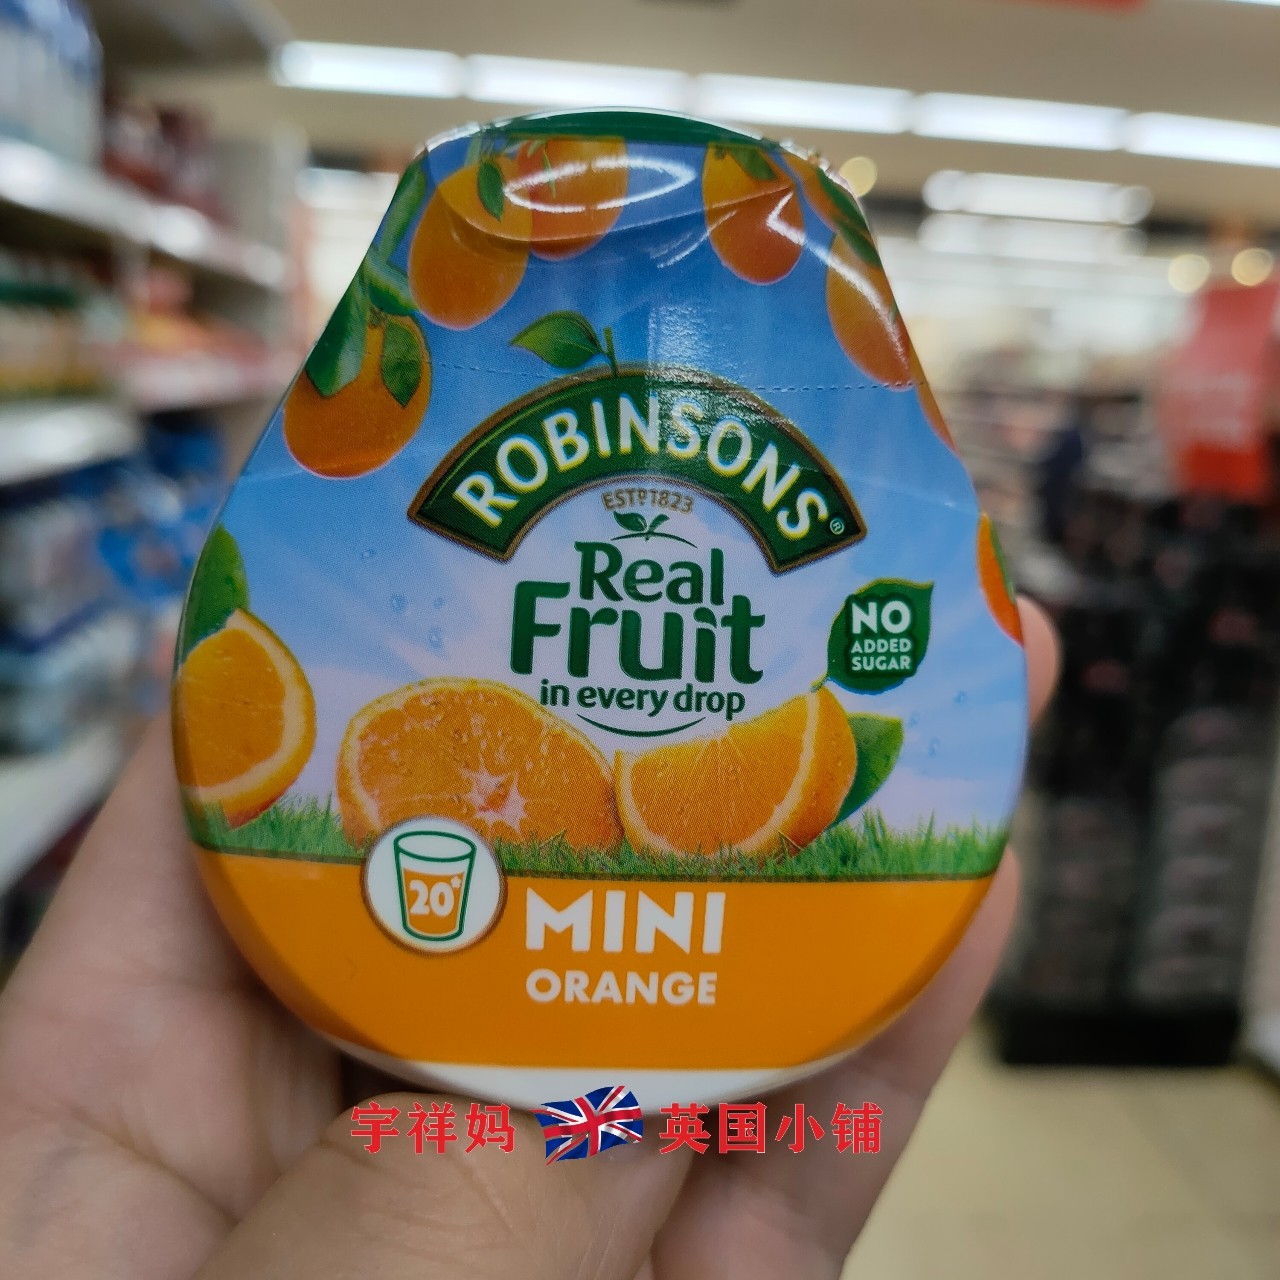 ROBINSONS®
ESTD 1823
Real
Fruit
in every drop
NO
ADDED
SUGAR
20+
MINI
ORANGE
宇祥妈 英国小铺